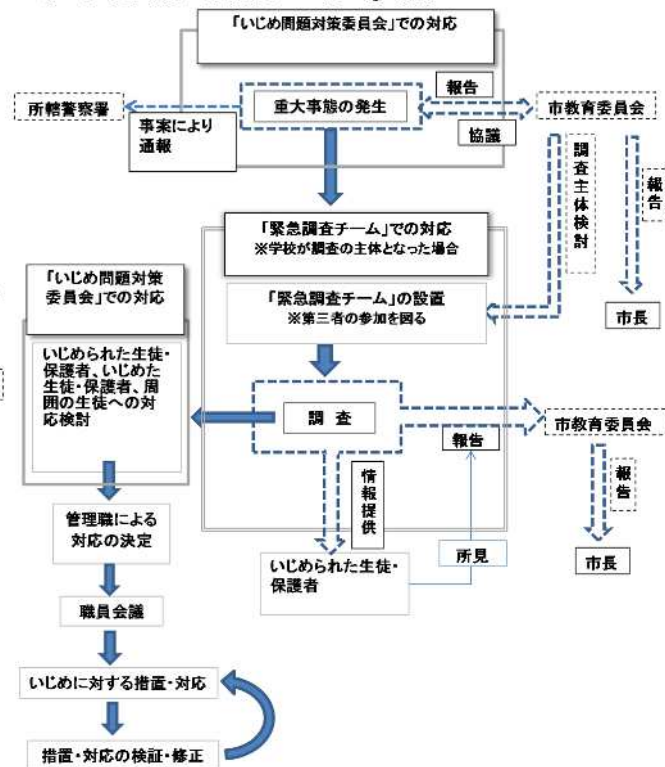 「いじめ問題対策委員会」での対応
報告
所轄警察署
重大事態の発生
市教育委員会
事案により
通報
協議
調査主体検討
報告
「緊急調査チーム」での対応
※学校が調査の主体となった場合
「いじめ問題対策
委員会」での対応
「緊急調査チーム」の設置
※第三者の参加を図る
市長
いじめられた生徒・
保護者、いじめた
生徒・保護者、周
囲の生徒への対
応検討
調 査
市教育委員会
報告
情報提供
報告
管理職による
対応の決定
所見
いじめられた生徒・
保護者
市長
職員会議
いじめに対する措置・対応
措置・対応の検証・修正